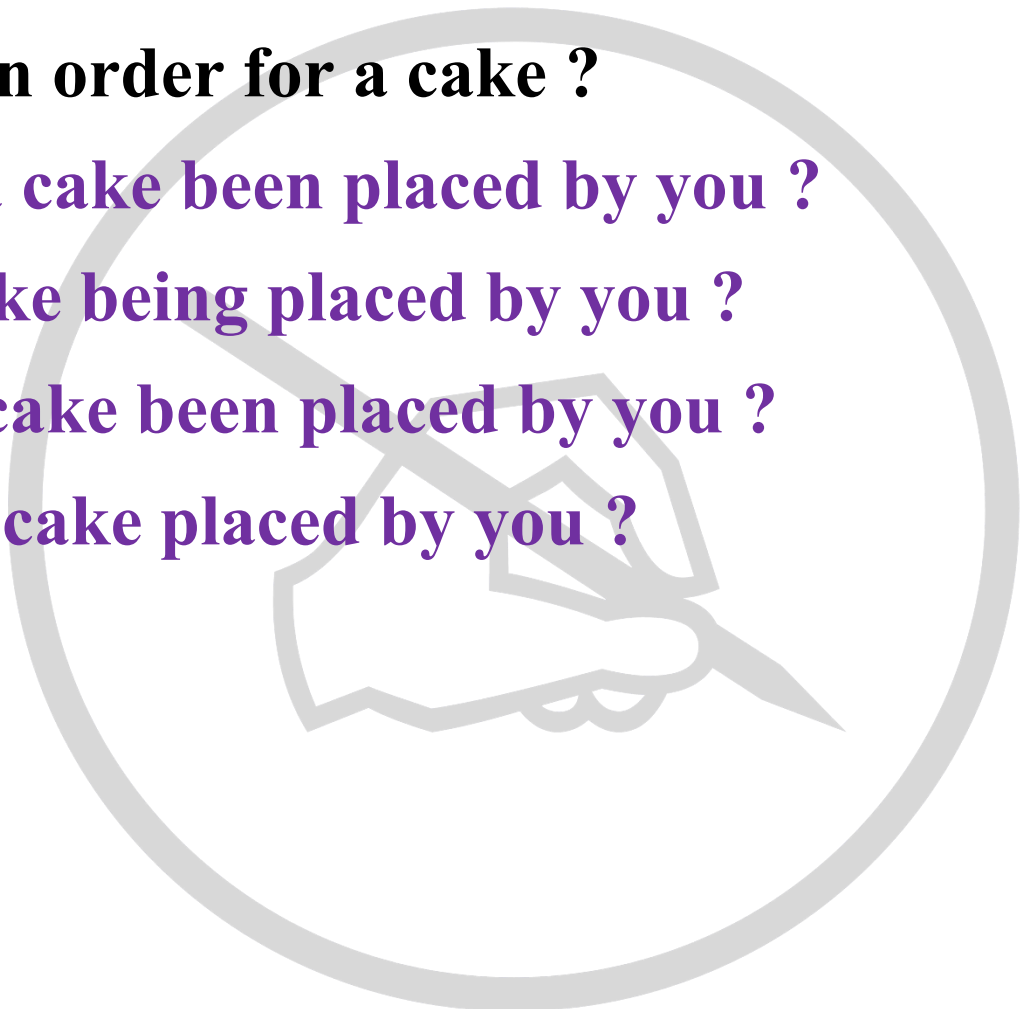 n order for a cake ?
cake been placed by you ?
ke being placed by you ?
cake been placed by you ?
cake placed by you ?